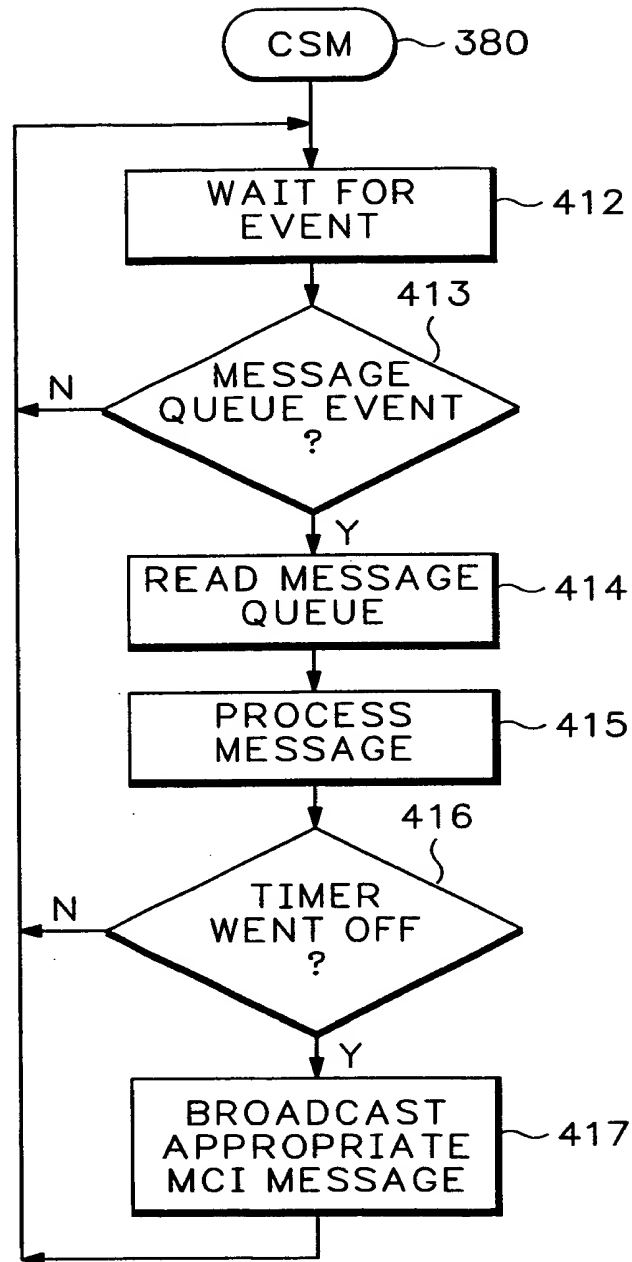 CSM
380
WAIT FOR
EVENT
412
413
MESSAGE
QUEUE EVENT
?
N
Y
READ MESSAGE
QUEUE
414
PROCESS
MESSAGE
415
416
TIMER
WENT OFF
?
N
Y
BROADCAST
APPROPRIATE
MCI MESSAGE
417